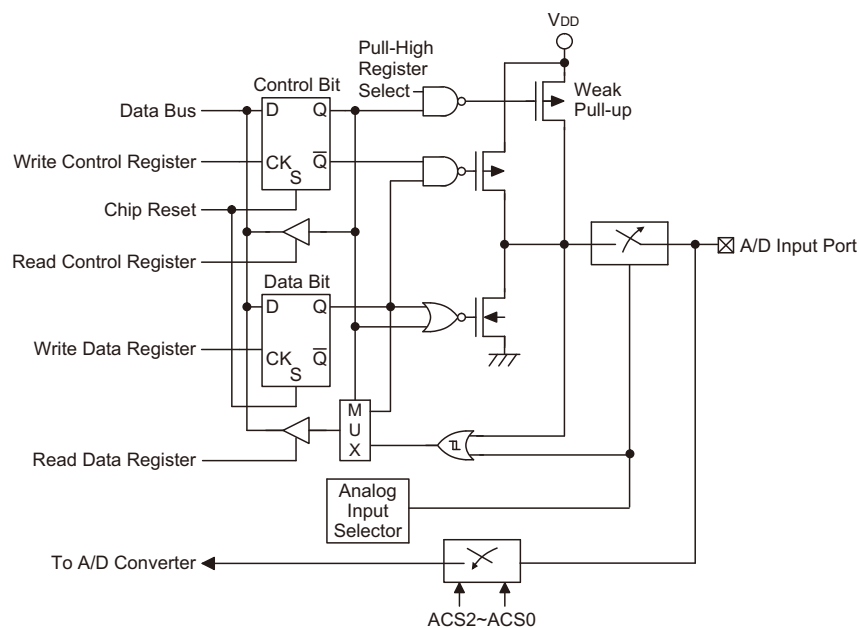 VDD
Pull-High
Register
Select
Weak
Pull-up
Control Bit
Data Bus
D
Q
Write Control Register
CK
Q
S
Chip Reset
Read Control Register
A/D Input Port
Data Bit
D
Q
Write Data Register
CK
Q
S
M
U
X
Read Data Register
Analog
Input
Selector
To A/D Converter
ACS2~ACS0